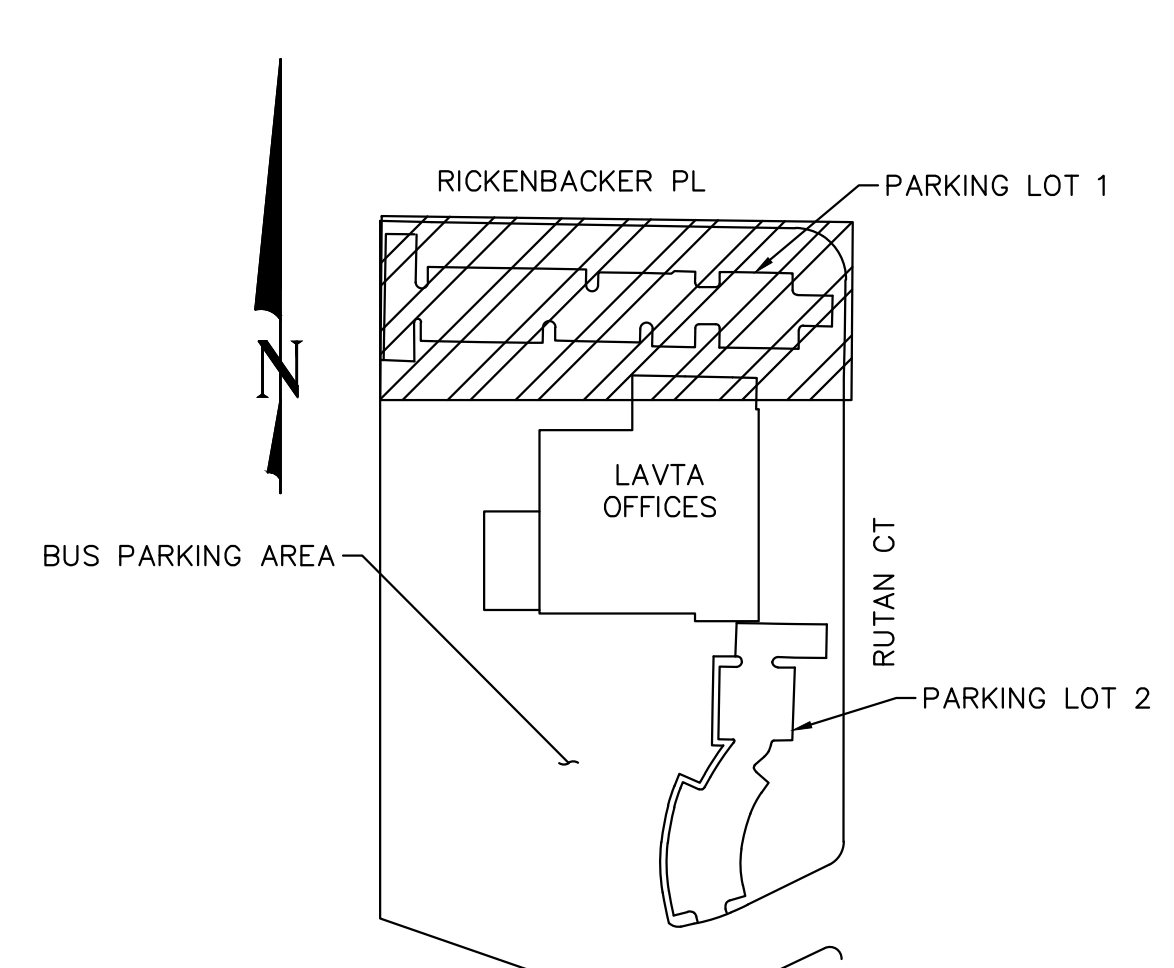 RICKENBACKER PL
PARKING LOT 1
N
LAVTA
OFFICES
BUS PARKING AREA
RUTAN CT
PARKING LOT 2